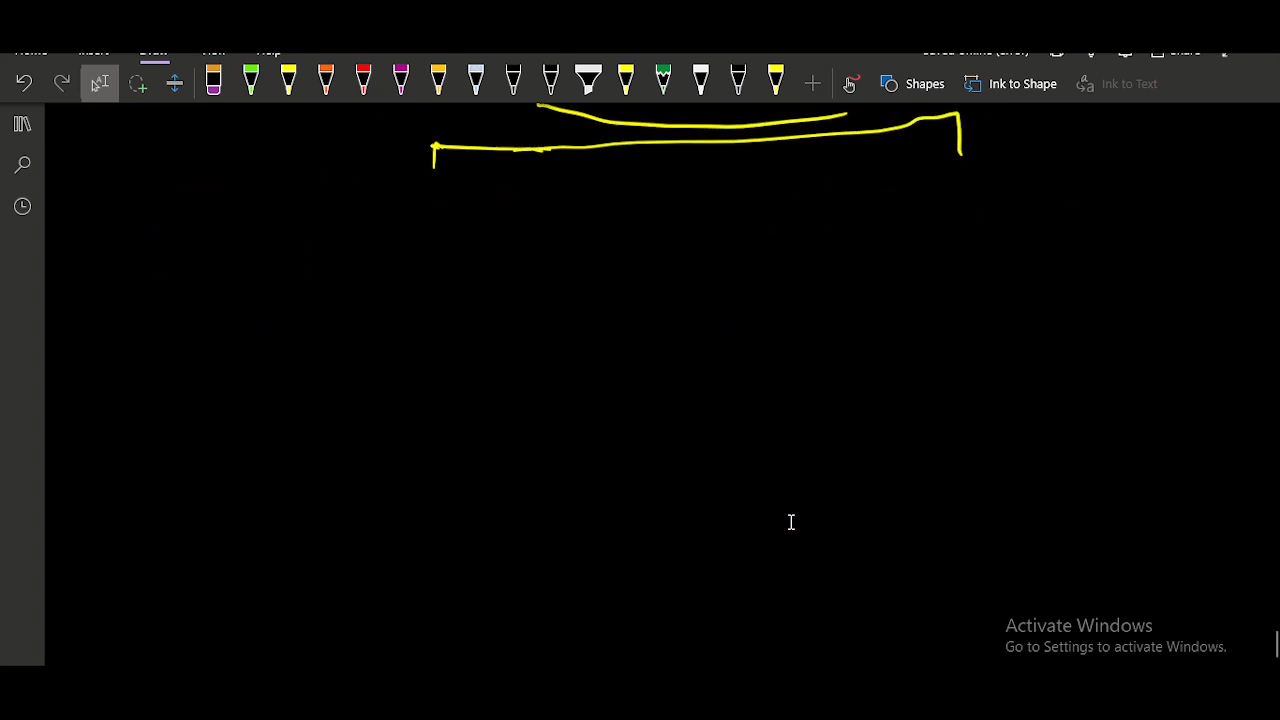 Shapes
Ink to Shape
Ink to Text
Activate Windows
Go to Settings to activate Windows.